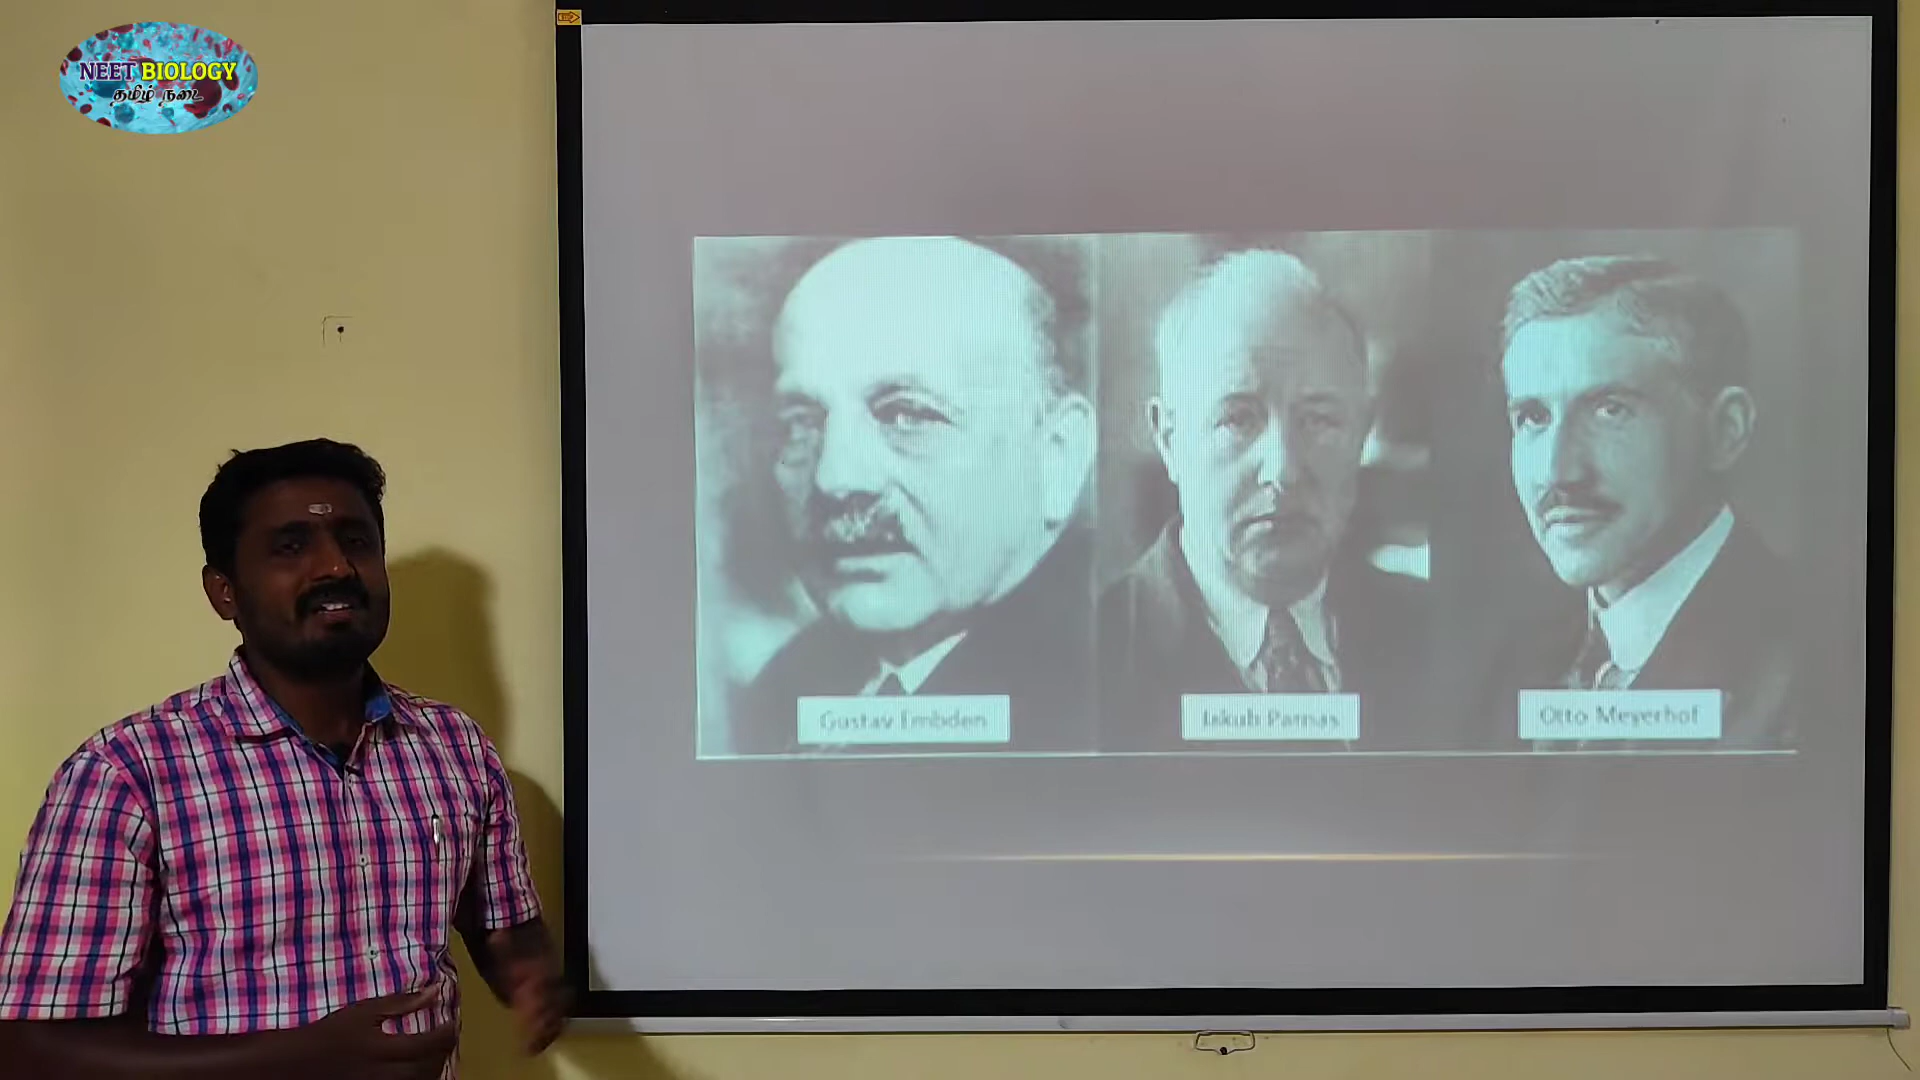 NEET BIOLOGY
தமிழ் நடை
Gustav Embden
Jakub Parnas
Otto Meyerhof